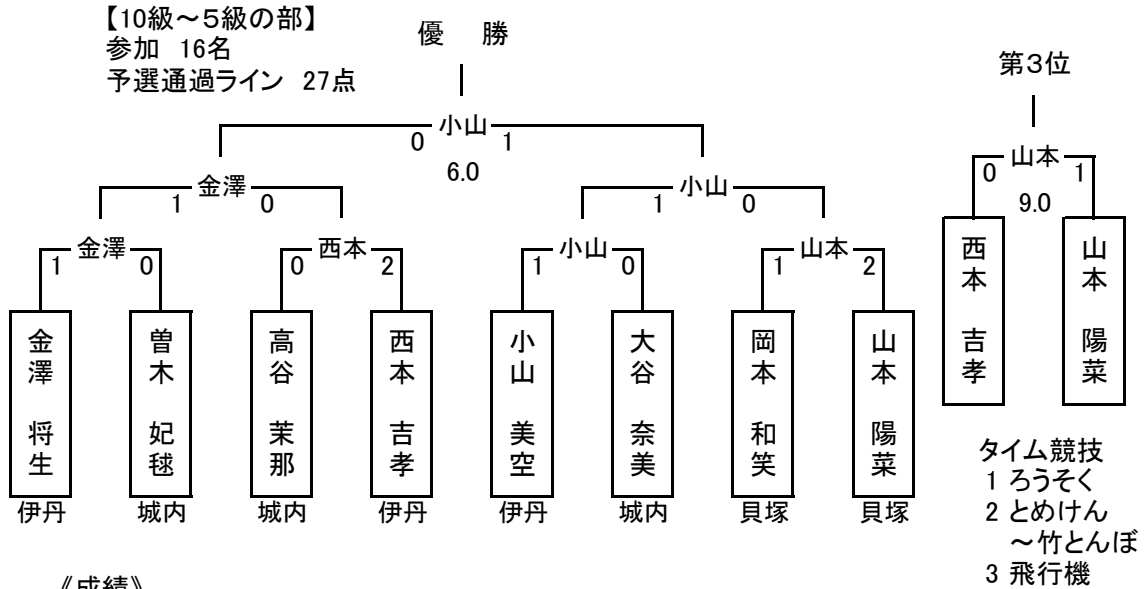 【10級～5級の部】
参加 16名
予選通過ライン 27点
優 勝
第3位
0 小山 1
6.0
0 山本 1
9.0
金澤
1 0
小山
1 0
金澤
1 0
西本
0 2
小山
1 0
山本
1 2
西本 吉孝
山本 陽菜
金澤 将生
曽木 妃毬
高谷 茉那
西本 吉孝
小山 美空
大谷 奈美
岡本 和笑
山本 陽菜
伊丹 城内 城内 伊丹 伊丹 城内 貝塚 貝塚
タイム競技
1 ろうそく
2 とめけん
～竹とんぼ
3 飛行機
《成績》